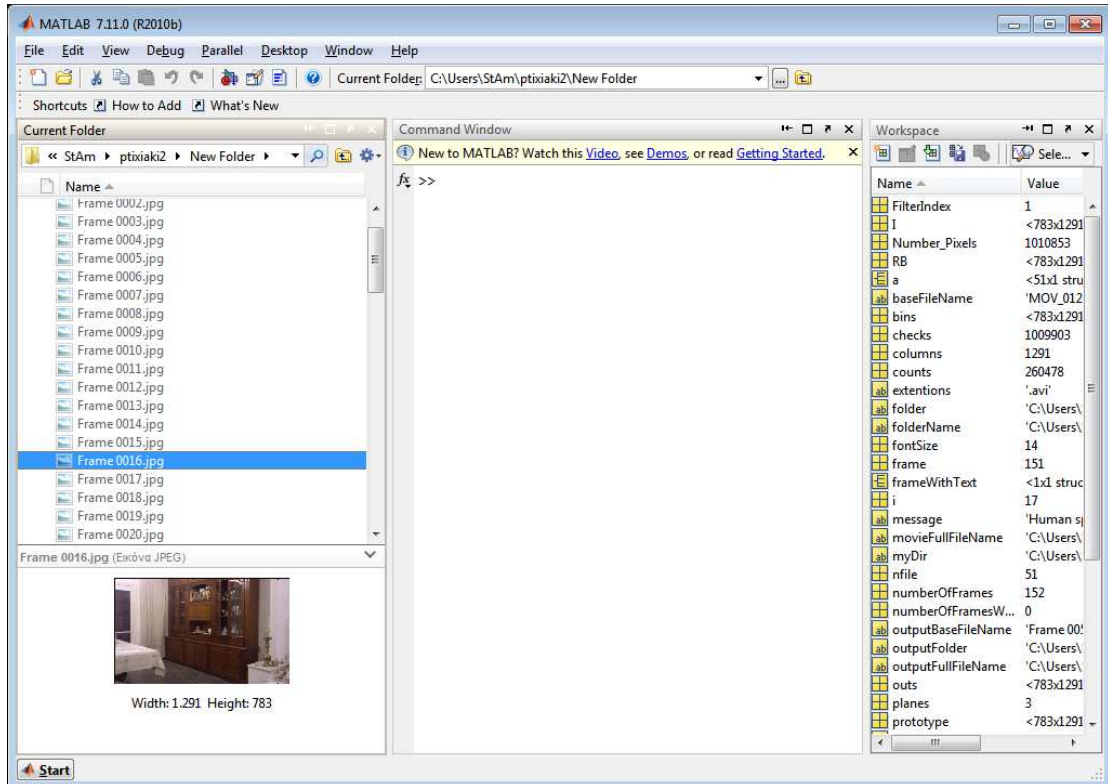 MATLAB 7.11.0 (R2010b)
File Edit View Debug Parallel Desktop Window Help
Current Folder: C:\Users\StAm\ptixiaki2\New Folder
Shortcuts How to Add What's New
Current Folder
« StAm ptixiaki2 New Folder
Name
Frame 0002.jpg
Frame 0003.jpg
Frame 0004.jpg
Frame 0005.jpg
Frame 0006.jpg
Frame 0007.jpg
Frame 0008.jpg
Frame 0009.jpg
Frame 0010.jpg
Frame 0011.jpg
Frame 0012.jpg
Frame 0013.jpg
Frame 0014.jpg
Frame 0015.jpg
Frame 0016.jpg
Frame 0017.jpg
Frame 0018.jpg
Frame 0019.jpg
Frame 0020.jpg
Frame 0016.jpg (Εικόνα JPEG)
Width: 1.291 Height: 783
Command Window
New to MATLAB? Watch this Video, see Demos, or read Getting Started.
fx >>
Workspace
Sele...
Name Value
FilterIndex 1
I <783x1291
Number_Pixels 1010853
RB <783x1291
a <51x1 stru
baseFileName 'MOV_012
bins <783x1291
checks 1009903
columns 1291
counts 260478
extentions '.avi'
folder 'C:\Users\
folderName 'C:\Users\
fontSize 14
frame 151
frameWithText <1x1 struc
i 17
message 'Human s
movieFullFileName 'C:\Users\
myDir 'C:\Users\
nfile 51
numberOfFrames 152
numberOfFramesW... 0
outputBaseFileName 'Frame 005
outputFolder 'C:\Users\
outputFullFileName 'C:\Users\
outs <783x1291
planes 3
prototype <783x1291
Start